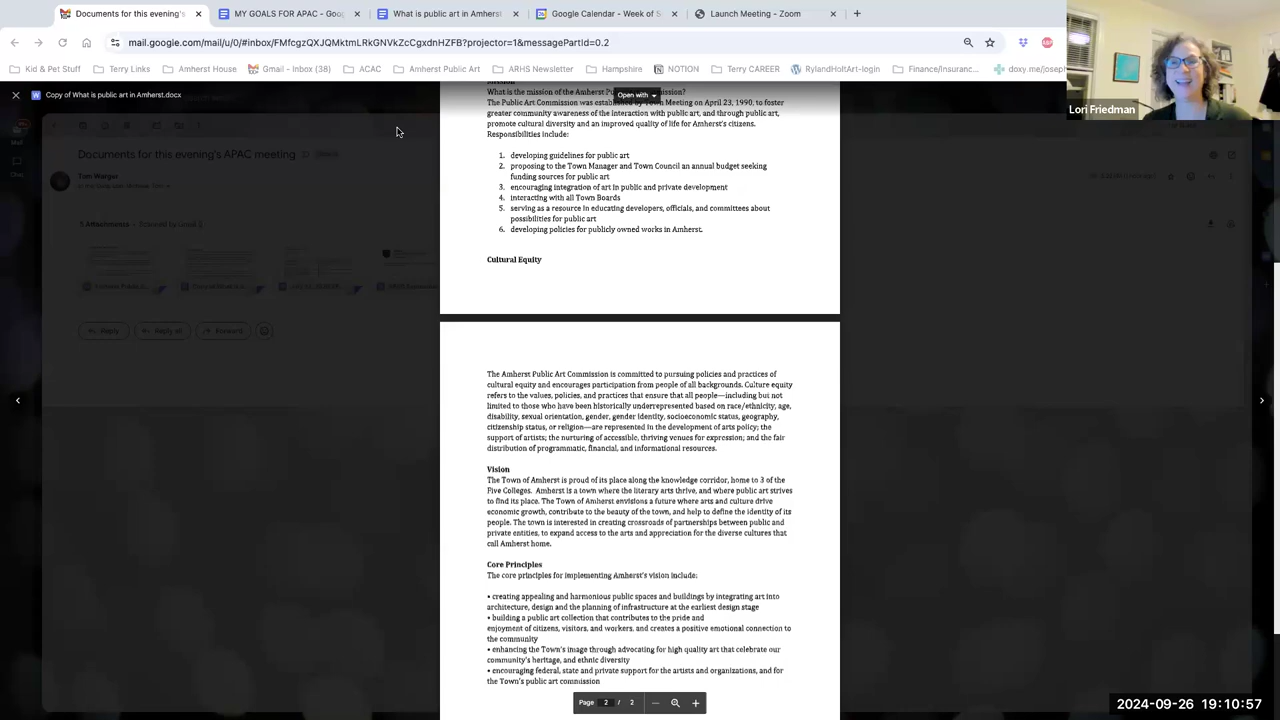 MY GOAL-FINANCIAL - Goo
APAC
Inbox
mail.google.com/mail/u/0/#inbox/FMfcgzQXJQMktnJVCHGNKvZcCgwcHZFB?projector=1&messagePartId=0.2
Kid & Pet Stuff
Terry Links
Amherst House
Gmail - Inbox (38)
ACAC
Amherst Public Art
ARHS Newsletter
Hampshire
NOTION
Terry CAREER
RylandHoltArt-login
Finance/Insurance
doxy.me/joseph
Lori Friedman
Copy of What is public art in Amherst.docx
Open with
Mission
What is the mission of the Amherst Public Art Commission?
The Public Art Commission was established by Town Meeting on April 23, 1990, to foster
greater community awareness of the interaction with public art, and through public art,
promote cultural diversity and an improved quality of life for Amherst's citizens.
Responsibilities include:
1. developing guidelines for public art
2. proposing to the Town Manager and Town Council an annual budget seeking
funding sources for public art
3. encouraging integration of art in public and private development
4. interacting with all Town Boards
5. serving as a resource in educating developers, officials, and committees about
possibilities for public art
6. developing policies for publicly owned works in Amherst.
Cultural Equity
Documents for this evening's APAC meeting
Tom Warger
5 Attachments
Reply
Reply all
Forward
The Amherst Public Art Commission is committed to pursuing policies and practices of
cultural equity and encourages participation from people of all backgrounds. Culture equity
refers to the values, policies, and practices that ensure that all people—including but not
limited to those who have been historically underrepresented based on race/ethnicity, age,
disability, sexual orientation, gender, gender identity, socioeconomic status, geography,
citizenship status, or religion—are represented in the development of arts policy; the
support of artists; the nurturing of accessible, thriving venues for expression; and the fair
distribution of programmatic, financial, and informational resources.
Vision
The Town of Amherst is proud of its place along the knowledge corridor, home to 3 of the
Five Colleges. Amherst is a town where the literary arts thrive, and where public art strives
to find its place. The Town of Amherst envisions a future where arts and culture drive
economic growth, contribute to the beauty of the town, and help to define the identity of its
people. The town is interested in creating crossroads of partnerships between public and
private entities, to expand access to the arts and appreciation for the diverse cultures that
call Amherst home.
Core Principles
The core principles for implementing Amherst's vision include:
• creating appealing and harmonious public spaces and buildings by integrating art into
architecture, design and the planning of infrastructure at the earliest design stage
• building a public art collection that contributes to the pride and
enjoyment of citizens, visitors, and workers, and creates a positive emotional connection to
the community
• enhancing the Town's image through advocating for high quality art that celebrate our
community's heritage, and ethnic diversity
• encouraging federal, state and private support for the artists and organizations, and for
the Town's public art commission
Page 2 / 2
2024-09-26 19:10:57